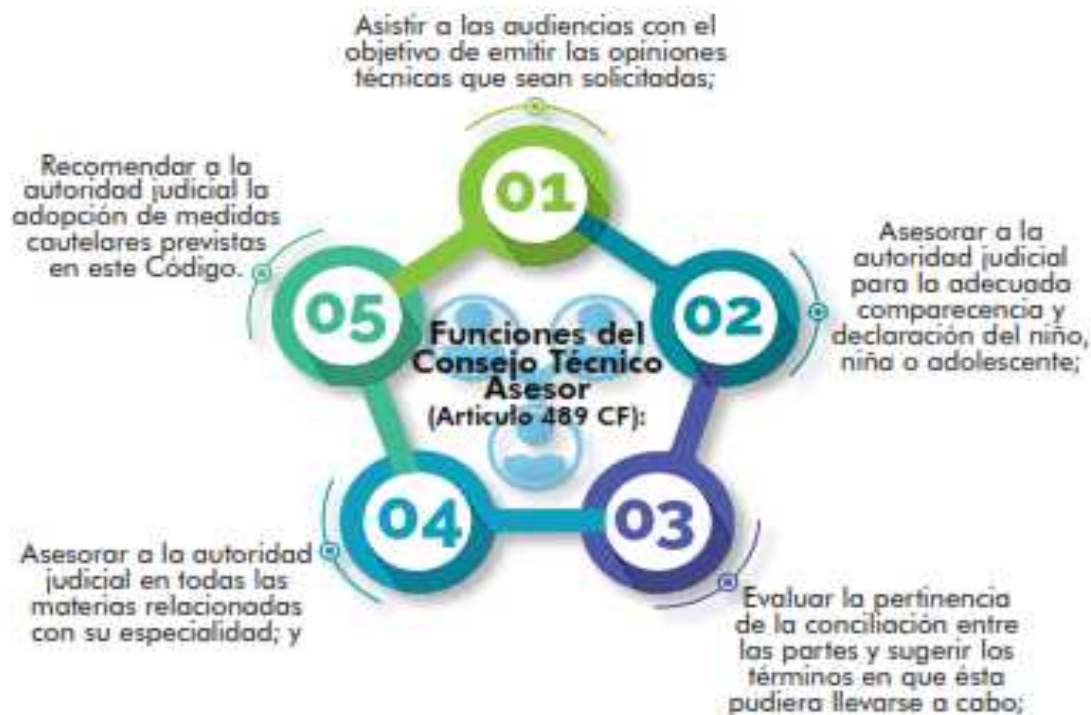 Asistir a las audiencias con el
objetivo de emitir las opiniones
técnicas que sean solicitadas;
01
Recomendar a la
autoridad judicial la
adopción de medidas
cautelares previstas
en este Código.
05
Asesorar a la
autoridad judicial
para la adecuada
comparecencia y
declaración del niño,
niña o adolescente;
02
Funciones del
Consejo Técnico
Asesor
(Articulo 489 CF):
04
03
Asesorar a la autoridad
judicial en todas las
materias relacionadas
con su especialidad; y
Evaluar la pertinencia
de la conciliación entre
las partes y sugerir los
términos en que ésta
pudiera llevarse a cabo;